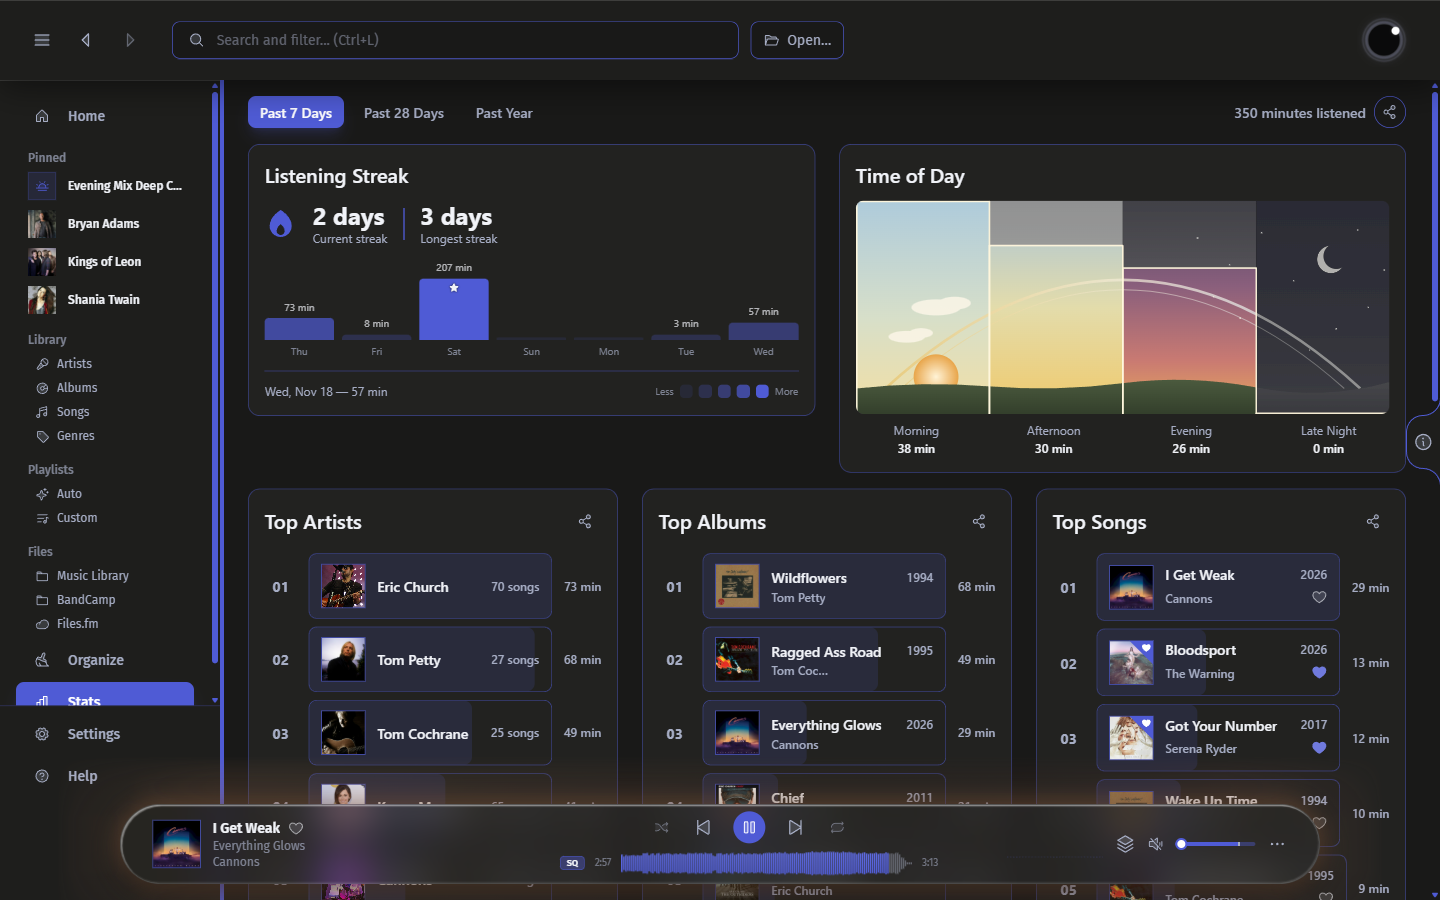 Search and filter... (Ctrl+L)
Open...
Home
Pinned
Evening Mix Deep C...
Bryan Adams
Kings of Leon
Shania Twain
Library
Artists
Albums
Songs
Genres
Playlists
Auto
Custom
Files
Music Library
BandCamp
Files.fm
Organize
Stats
Settings
Help
Past 7 Days
Past 28 Days
Past Year
350 minutes listened
Listening Streak
2 days
Current streak
3 days
Longest streak
73 min
8 min
207 min
3 min
57 min
Thu
Fri
Sat
Sun
Mon
Tue
Wed
Wed, Nov 18 — 57 min
Less
More
Time of Day
Morning
38 min
Afternoon
30 min
Evening
26 min
Late Night
0 min
Top Artists
01
Eric Church
70 songs
73 min
02
Tom Petty
27 songs
68 min
03
Tom Cochrane
25 songs
49 min
Top Albums
01
Wildflowers
1994
Tom Petty
68 min
02
Ragged Ass Road
1995
Tom Coc...
49 min
03
Everything Glows
2026
Cannons
29 min
Chief
2011
Eric Church
Top Songs
01
I Get Weak
2026
Cannons
29 min
02
Bloodsport
2026
The Warning
13 min
03
Got Your Number
2017
Serena Ryder
12 min
Wake Up Time
1994
10 min
1995
05
Tom Cochrane
9 min
I Get Weak
Everything Glows
Cannons
SQ
2:57
3:13